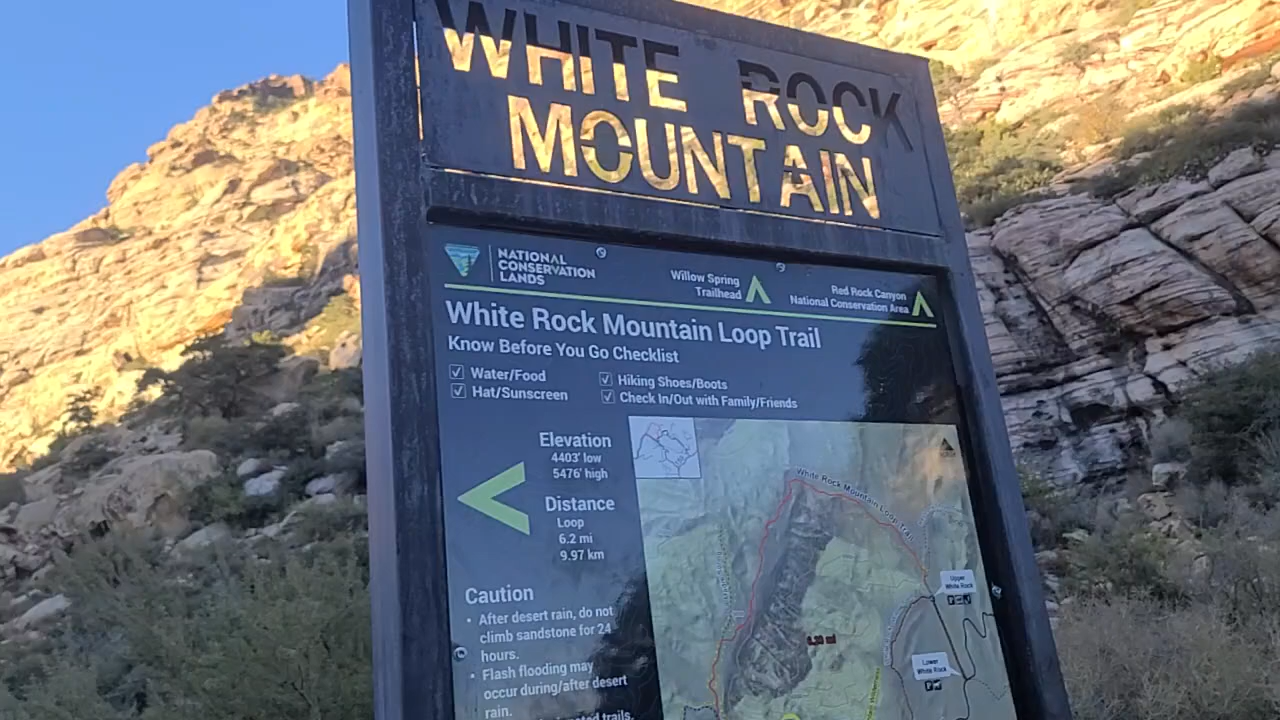 WHITE ROCK
MOUNTAIN
NATIONAL
CONSERVATION
LANDS
Willow Spring
Trailhead
Red Rock Canyon
National Conservation Area
White Rock Mountain Loop Trail
Know Before You Go Checklist
Water/Food
Hat/Sunscreen
Hiking Shoes/Boots
Check In/Out with Family/Friends
Elevation
4403' low
5476' high
Distance
Loop
6.2 mi
9.97 km
Caution
• After desert rain, do not
climb sandstone for 24
hours.
• Flash flooding may
occur during/after desert
rain.
trails.
White Rock Mountain Loop Trail
Upper
White Rock
Lower
White Rock